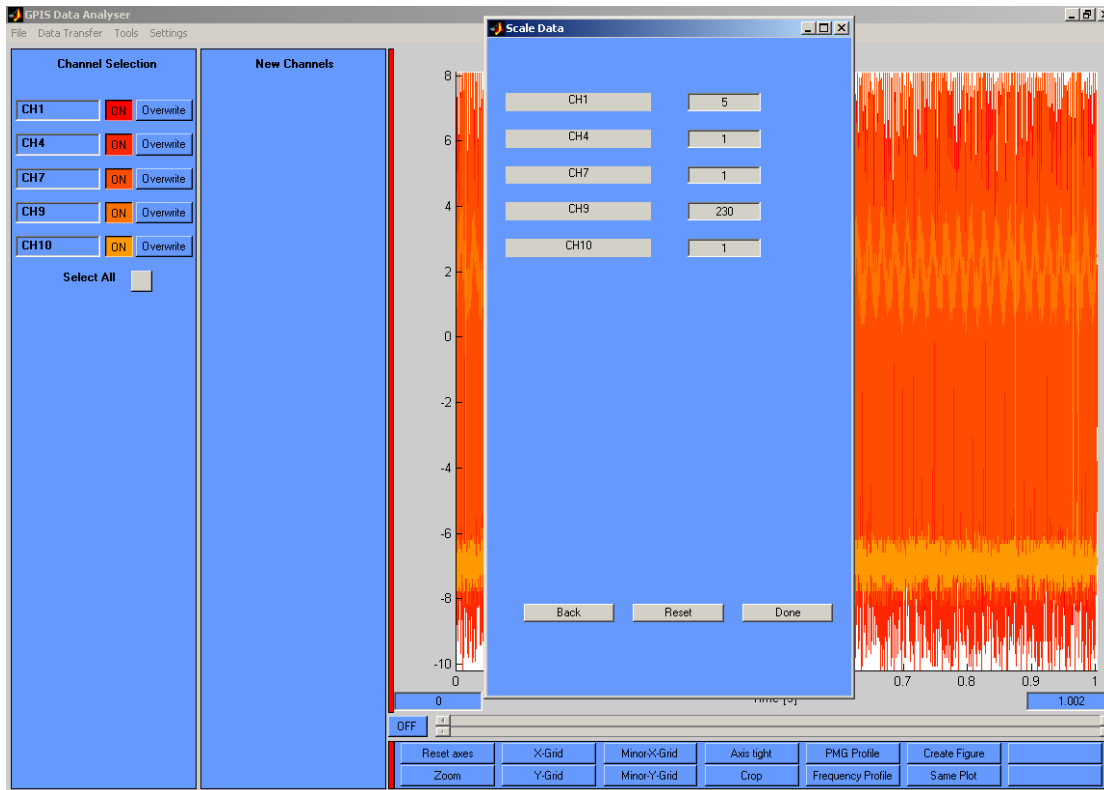 GPIS Data Analyser
File Data Transfer Tools Settings
Channel Selection
CH1 ON Overwrite
CH4 ON Overwrite
CH7 ON Overwrite
CH9 ON Overwrite
CH10 ON Overwrite
Select All
New Channels
Scale Data
CH1 5
CH4 1
CH7 1
CH9 230
CH10 1
Back Reset Done
8
6
4
2
0
-2
-4
-6
-8
-10
0 0.7 0.8 0.9 1
0 Time [s] 1.002
OFF
Reset axes X-Grid Minor-X-Grid Axis tight PMG Profile Create Figure
Zoom Y-Grid Minor-Y-Grid Crop Frequency Profile Same Plot